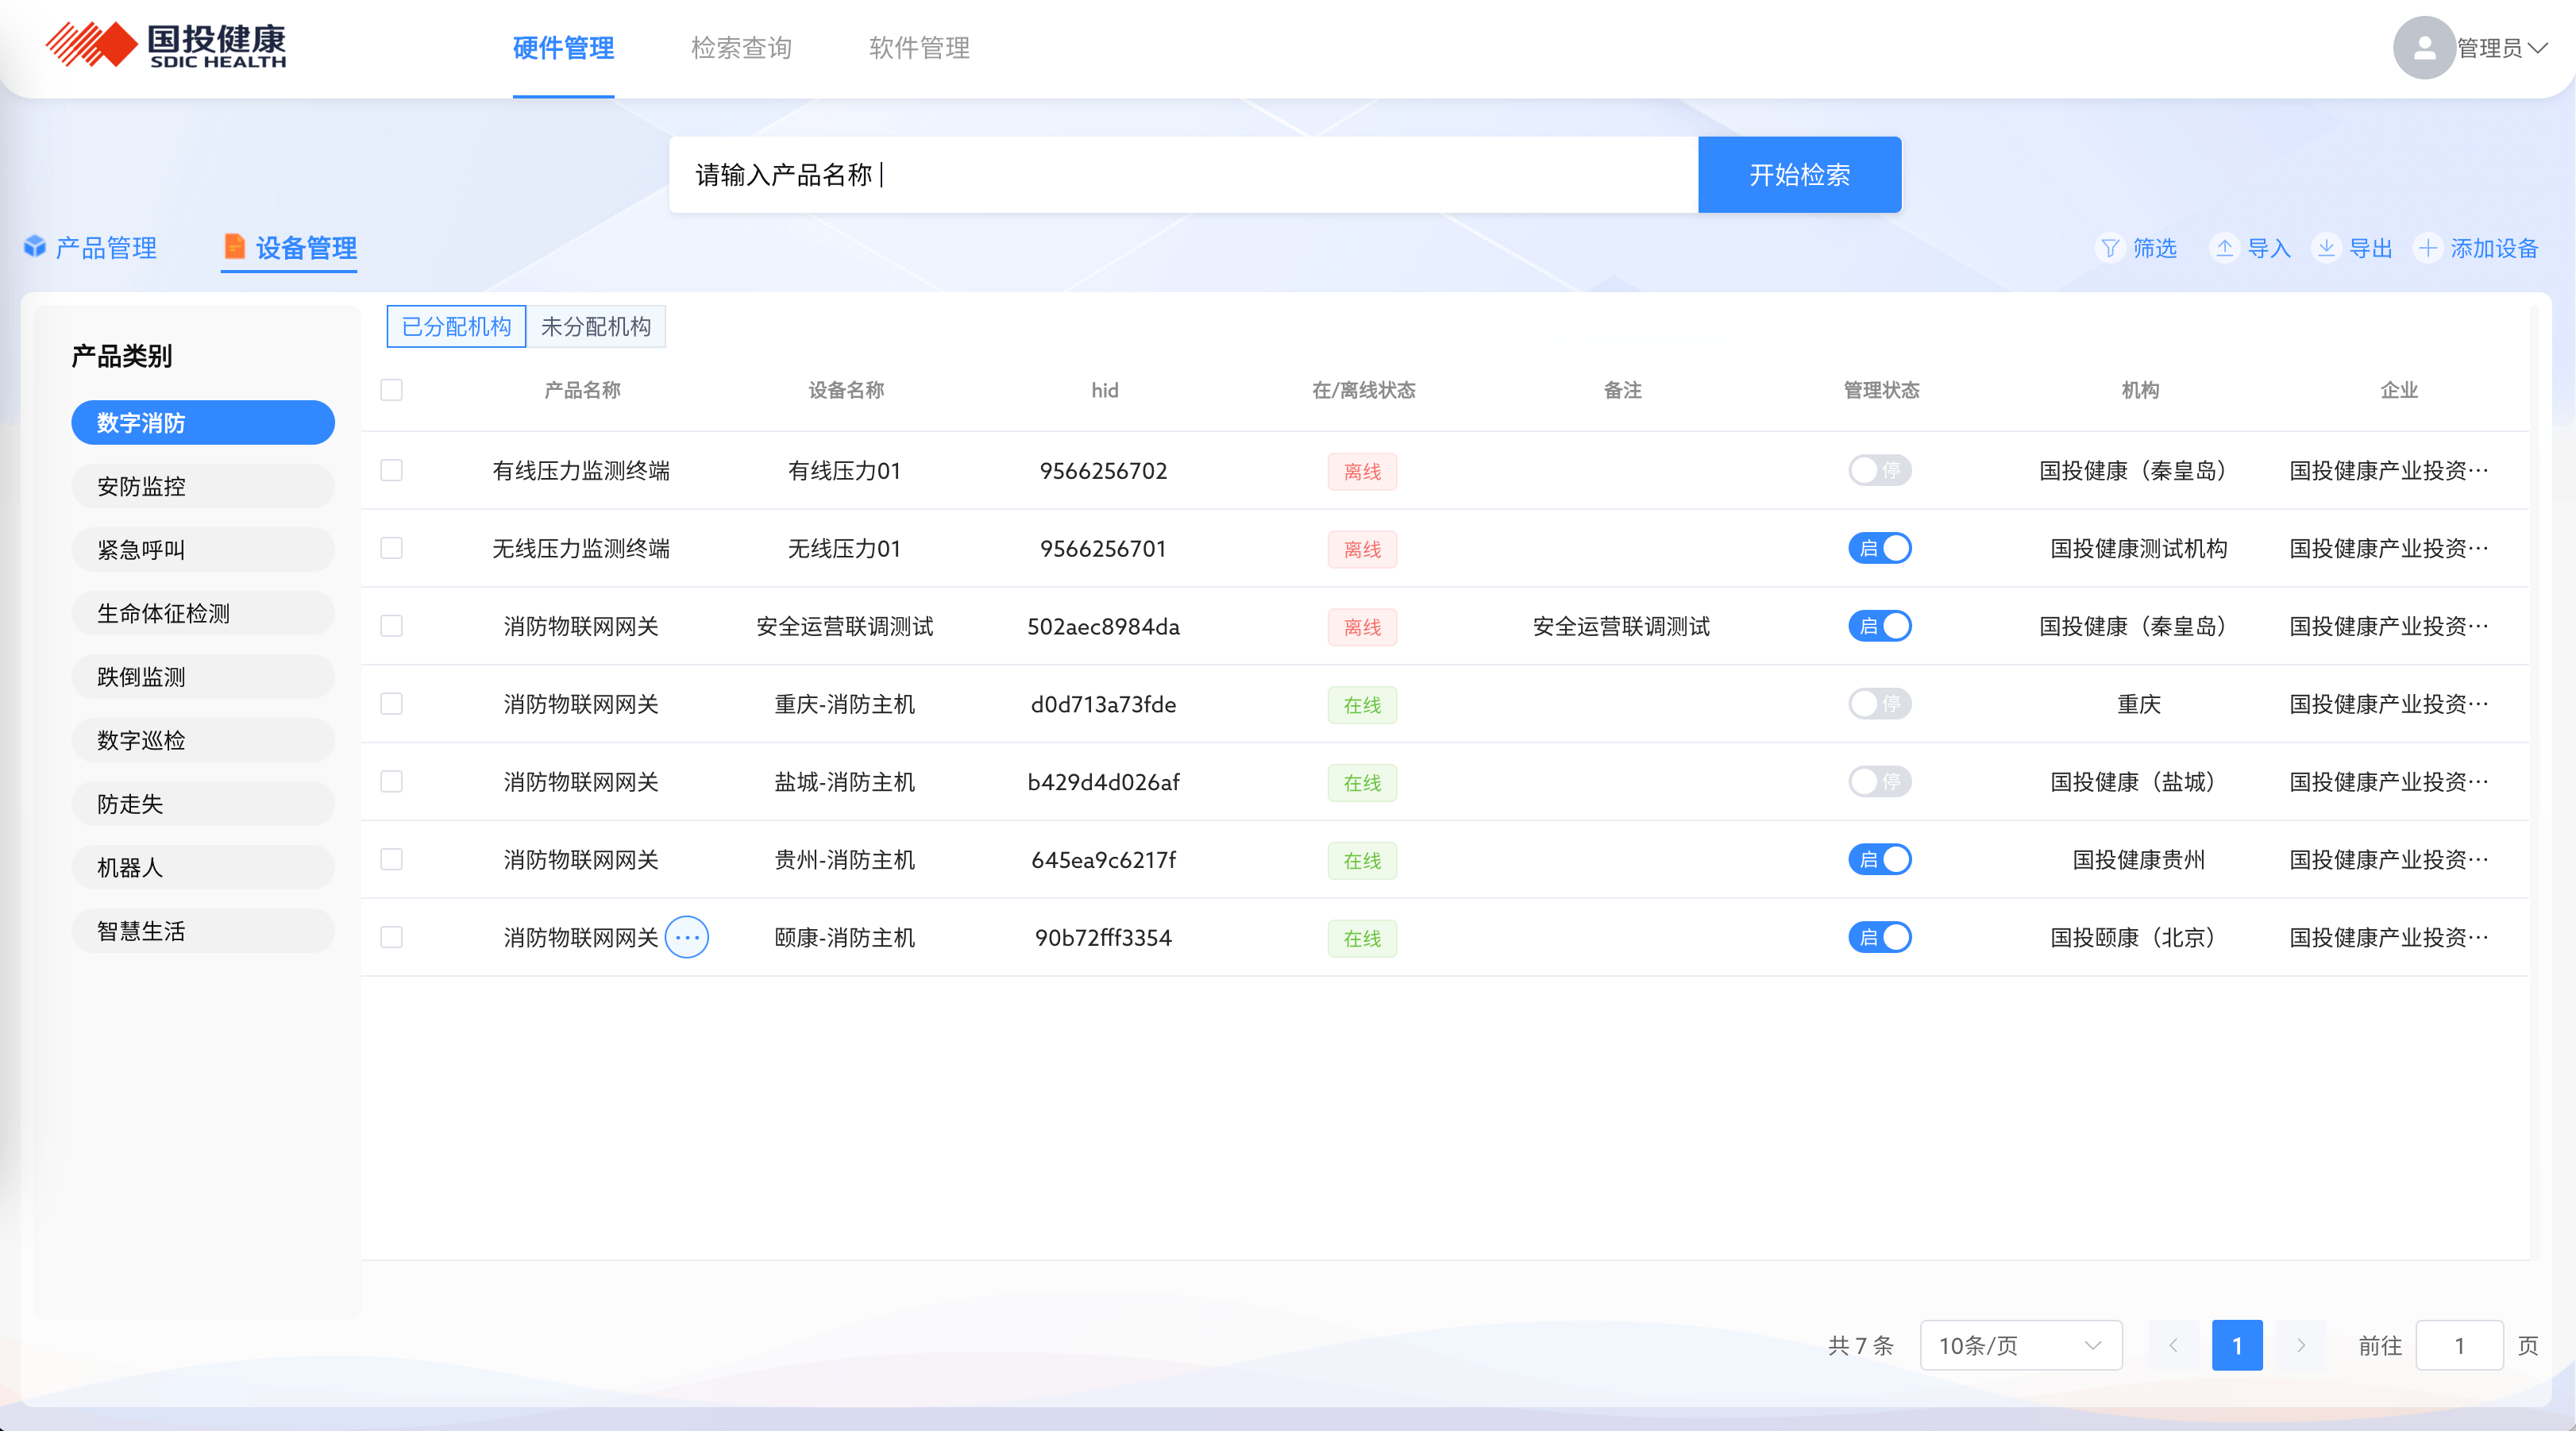 国投健康
SDIC HEALTH
硬件管理 检索查询 软件管理
管理员
请输入产品名称
开始检索
产品管理 设备管理
筛选 导入 导出 添加设备
已分配机构 未分配机构
产品类别
数字消防
安防监控
紧急呼叫
生命体征检测
跌倒监测
数字巡检
防走失
机器人
智慧生活
产品名称 设备名称 hid 在/离线状态 备注 管理状态 机构 企业
有线压力监测终端 有线压力01 9566256702 离线 停 国投健康（秦皇岛） 国投健康产业投资…
无线压力监测终端 无线压力01 9566256701 离线 启 国投健康测试机构 国投健康产业投资…
消防物联网网关 安全运营联调测试 502aec8984da 离线 安全运营联调测试 启 国投健康（秦皇岛） 国投健康产业投资…
消防物联网网关 重庆-消防主机 d0d713a73fde 在线 停 重庆 国投健康产业投资…
消防物联网网关 盐城-消防主机 b429d4d026af 在线 停 国投健康（盐城） 国投健康产业投资…
消防物联网网关 贵州-消防主机 645ea9c6217f 在线 启 国投健康贵州 国投健康产业投资…
消防物联网网关 颐康-消防主机 90b72fff3354 在线 启 国投颐康（北京） 国投健康产业投资…
共 7 条 10条/页 1 前往 1 页